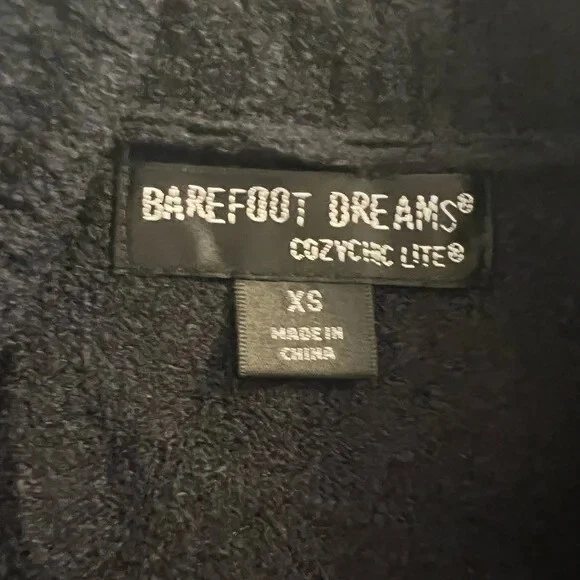 BAREFOOT DREAMS®
COZYCHIC LITE®
XS
MADE IN
CHINA